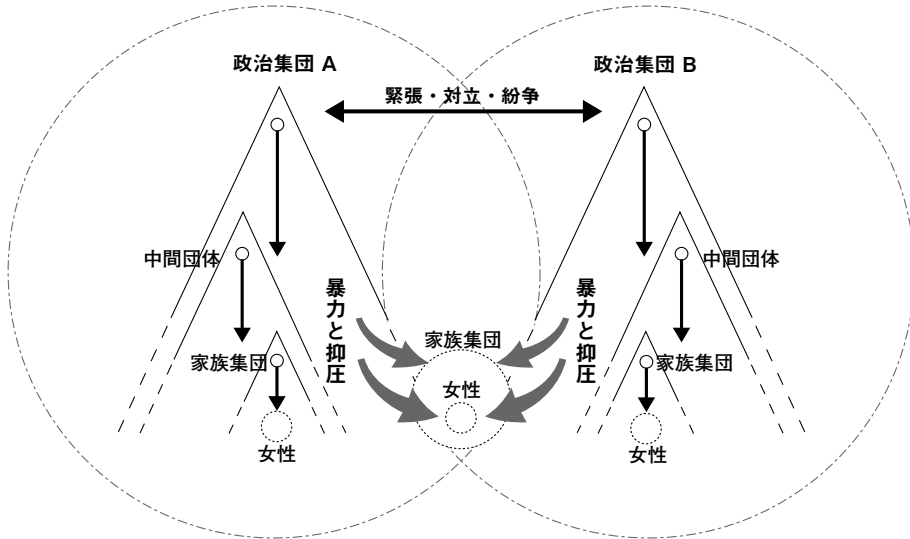 政治集団 A
政治集団 B
緊張・対立・紛争
中間団体
中間団体
暴力と抑圧
暴力と抑圧
家族集団
家族集団
家族集団
女性
女性
女性